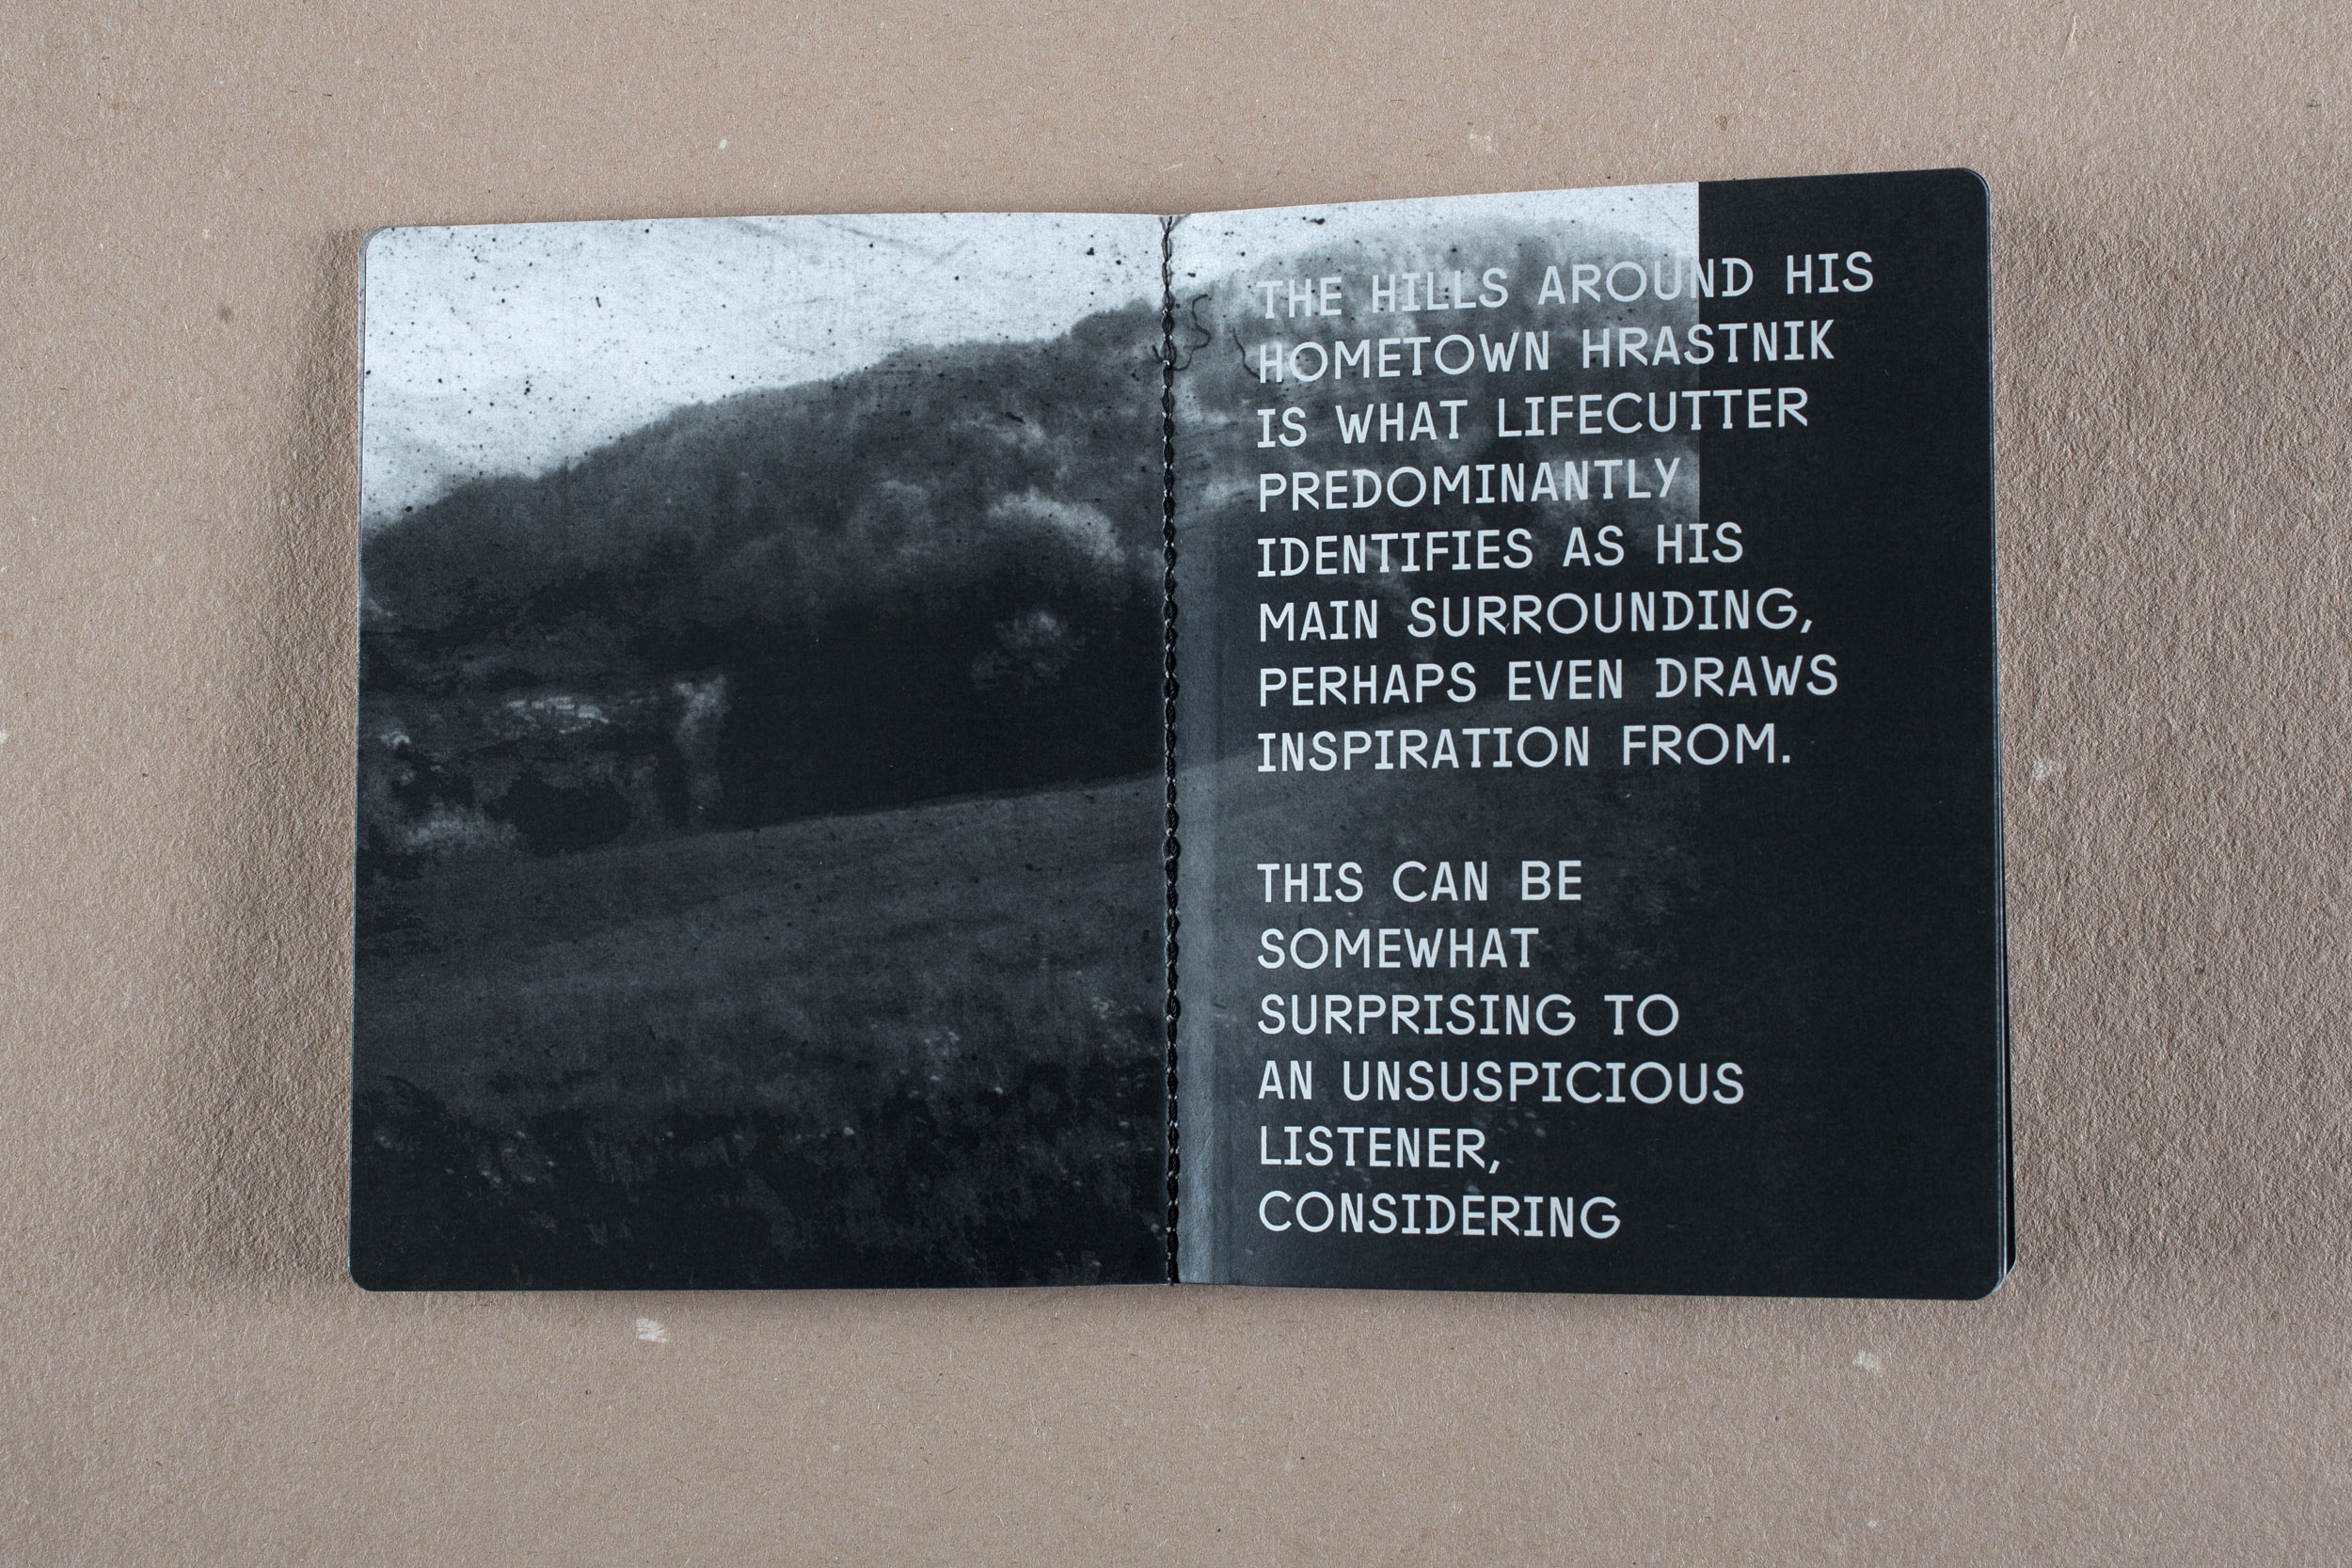 THE HILLS AROUND HIS
HOMETOWN HRASTNIK
IS WHAT LIFECUTTER
PREDOMINANTLY
IDENTIFIES AS HIS
MAIN SURROUNDING,
PERHAPS EVEN DRAWS
INSPIRATION FROM.
THIS CAN BE
SOMEWHAT
SURPRISING TO
AN UNSUSPICIOUS
LISTENER,
CONSIDERING